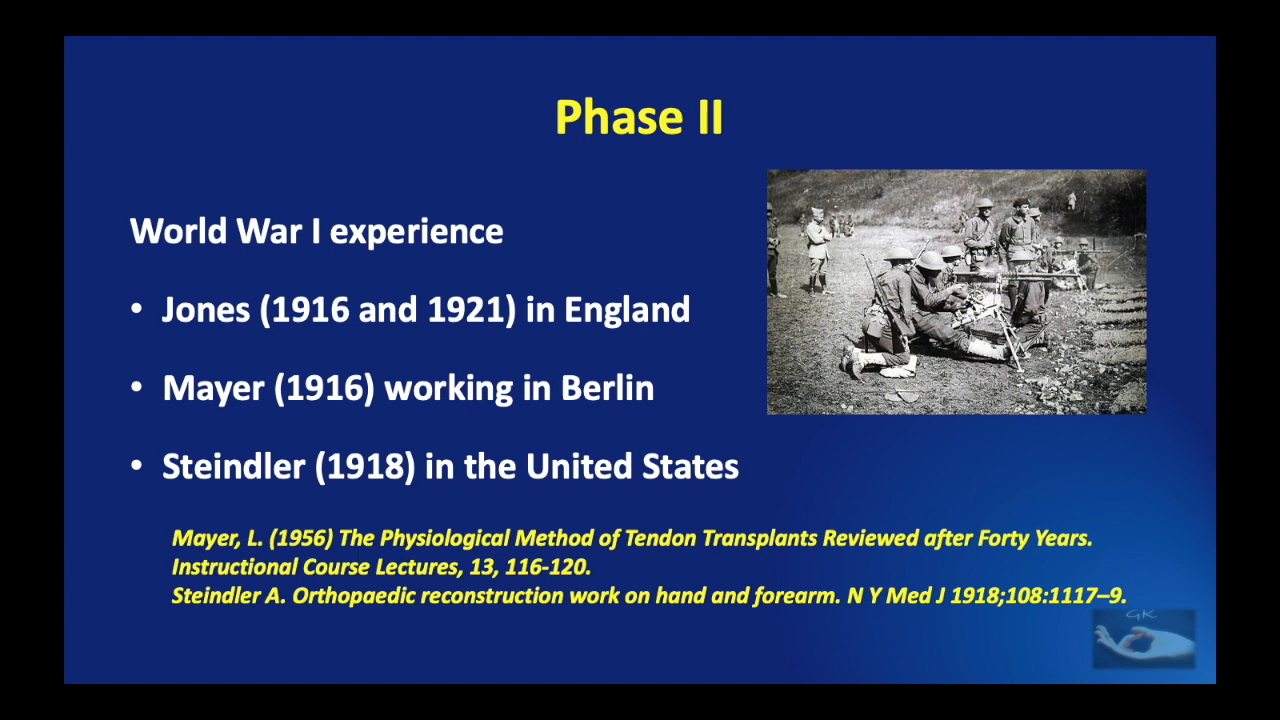 Phase II
World War I experience
• Jones (1916 and 1921) in England
• Mayer (1916) working in Berlin
• Steindler (1918) in the United States
Mayer, L. (1956) The Physiological Method of Tendon Transplants Reviewed after Forty Years.
Instructional Course Lectures, 13, 116-120.
Steindler A. Orthopaedic reconstruction work on hand and forearm. N Y Med J 1918;108:1117–9.
GK